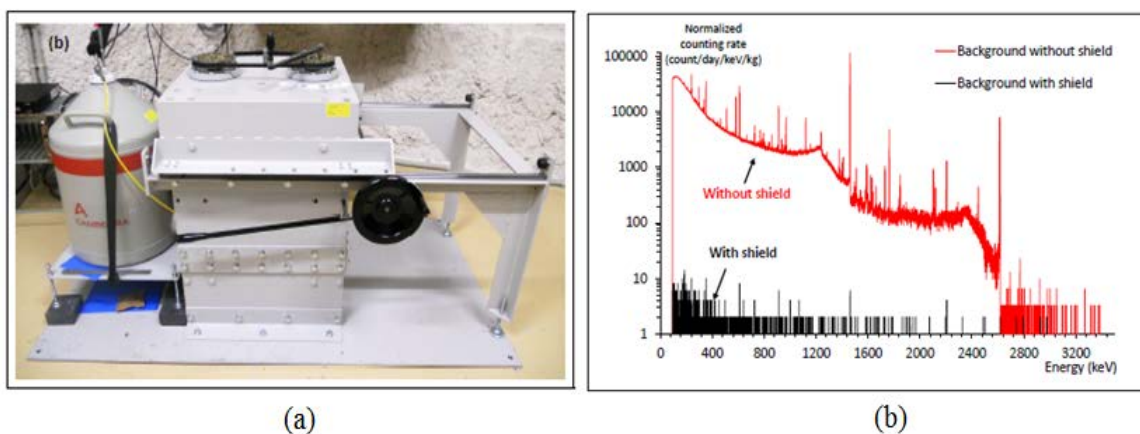 (b)
CANBERRA
Normalized
counting rate
(count/day/keV/kg)
Background without shield
Background with shield
100000
10000
1000
100
10
1
Without shield
With shield
0
400
800
1200
1600
2000
2400
2800
3200
Energy (keV)
(a)
(b)